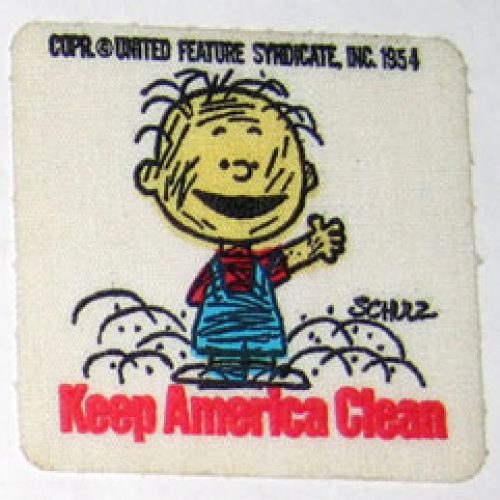 COPR. © UNITED FEATURE SYNDICATE, INC. 1954
SCHULZ
Keep America Clean